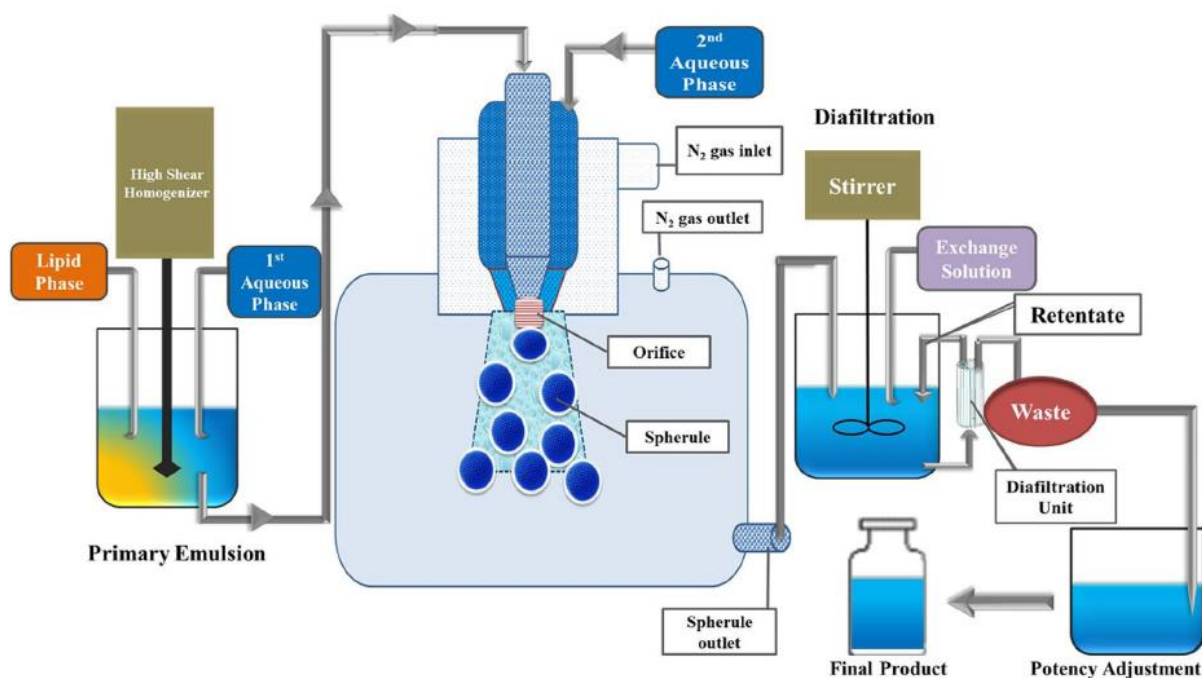 High Shear
Homogenizer
Lipid
Phase
1st
Aqueous
Phase
Primary Emulsion
2nd
Aqueous
Phase
N2 gas inlet
N2 gas outlet
Orifice
Spherule
Spherule
outlet
Diafiltration
Stirrer
Exchange
Solution
Retentate
Waste
Diafiltration
Unit
Final Product
Potency Adjustment